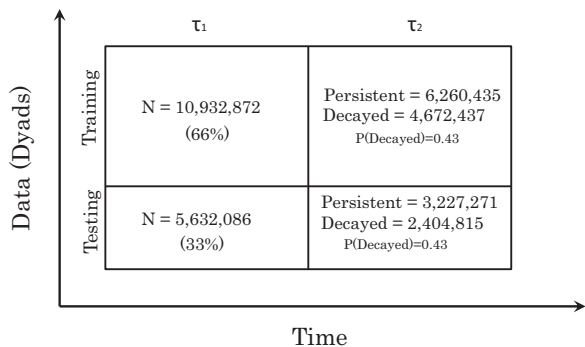 τ1
τ2
Data (Dyads)
Training
N = 10,932,872
(66%)
Persistent = 6,260,435
Decayed = 4,672,437
P(Decayed)=0.43
Testing
N = 5,632,086
(33%)
Persistent = 3,227,271
Decayed = 2,404,815
P(Decayed)=0.43
Time